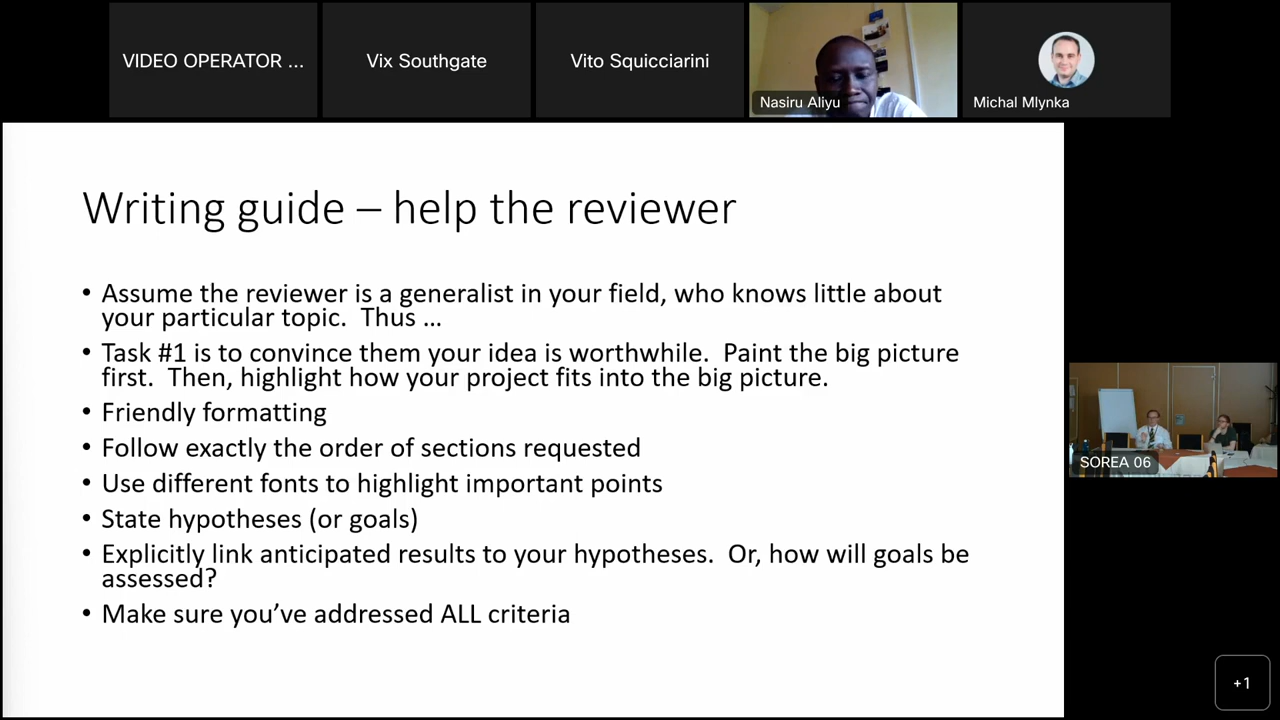 VIDEO OPERATOR ...
Vix Southgate
Vito Squicciarini
Nasiru Aliyu
Michal Mlynka
Writing guide – help the reviewer
• Assume the reviewer is a generalist in your field, who knows little about
your particular topic.  Thus …
• Task #1 is to convince them your idea is worthwhile.  Paint the big picture
first.  Then, highlight how your project fits into the big picture.
• Friendly formatting
• Follow exactly the order of sections requested
• Use different fonts to highlight important points
• State hypotheses (or goals)
• Explicitly link anticipated results to your hypotheses.  Or, how will goals be
assessed?
• Make sure you’ve addressed ALL criteria
SOREA 06
+1